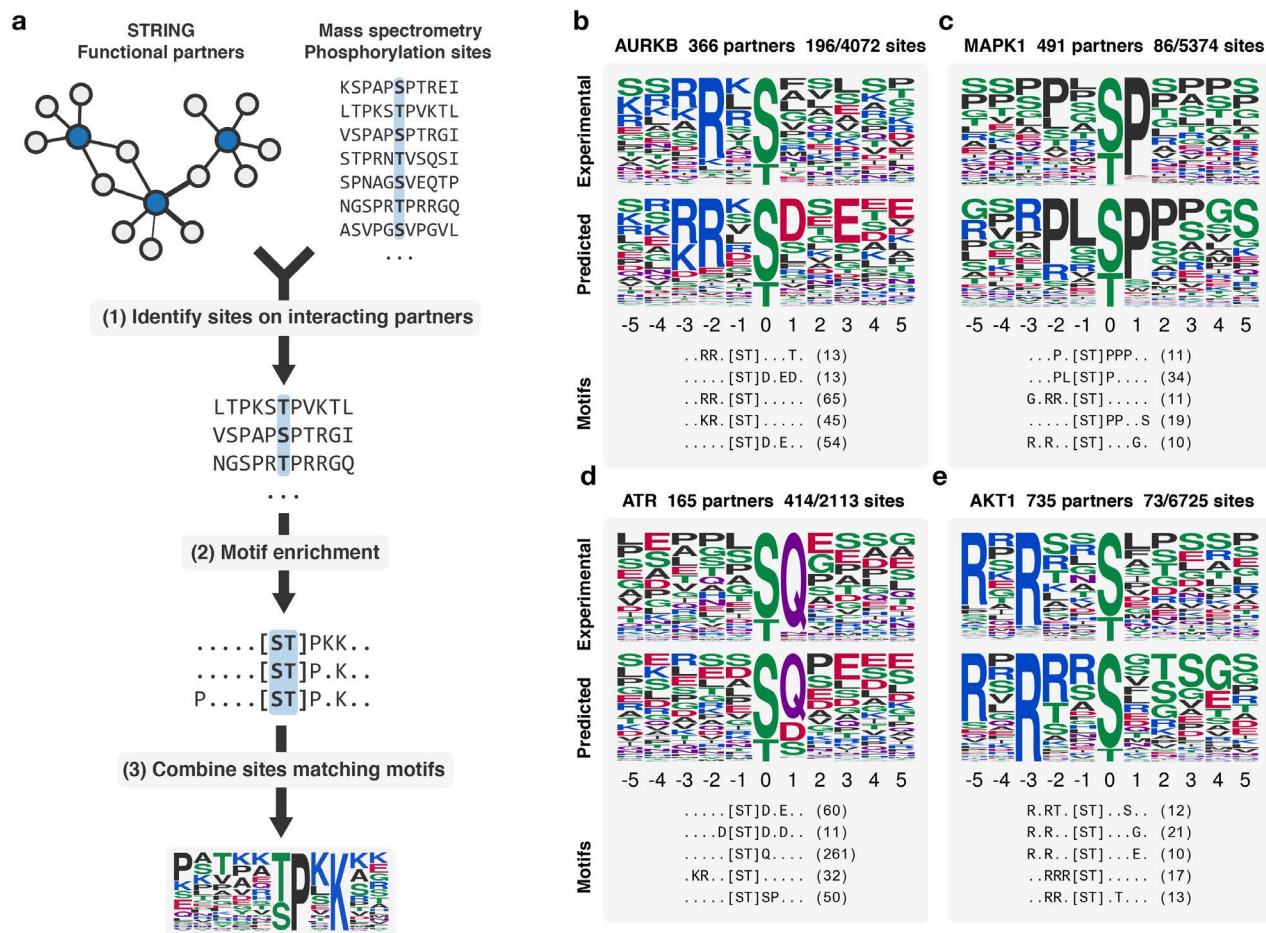 a
STRING
Functional partners
Mass spectrometry
Phosphorylation sites
KSPAPSPTREI
LTPKSTPVKTL
VSPAPSPTRGI
STPRNTVSQSI
SPNAGSVEQTP
NGSPRTPRRGQ
ASVPGSVPGVL
...
(1) Identify sites on interacting partners
LTPKSTPVKTL
VSPAPSPTRGI
NGSPRTPRRGQ
...
(2) Motif enrichment
.....[ST]PKK..
.....[ST]P.K..
P....[ST]P.K..
(3) Combine sites matching motifs
b
AURKB 366 partners 196/4072 sites
Experimental
Predicted
-5 -4 -3 -2 -1 0 1 2 3 4 5
Motifs
..RR.[ST]...T. (13)
.....[ST]D.ED. (13)
..RR.[ST]..... (65)
..KR.[ST]..... (45)
.....[ST]D.E.. (54)
c
MAPK1 491 partners 86/5374 sites
-5 -4 -3 -2 -1 0 1 2 3 4 5
...P.[ST]PPP.. (11)
...PL[ST]P.... (34)
G.RR.[ST]..... (11)
.....[ST]PP..S (19)
R.R..[ST]...G. (10)
d
ATR 165 partners 414/2113 sites
Experimental
Predicted
-5 -4 -3 -2 -1 0 1 2 3 4 5
Motifs
.....[ST]D.E.. (60)
....D[ST]D.D.. (11)
.....[ST]Q.... (261)
.KR..[ST]..... (32)
.....[ST]SP... (50)
e
AKT1 735 partners 73/6725 sites
-5 -4 -3 -2 -1 0 1 2 3 4 5
R.RT.[ST]..S.. (12)
R.R..[ST]...G. (21)
R.R..[ST]...E. (10)
..RRR[ST]..... (17)
..RR.[ST].T... (13)